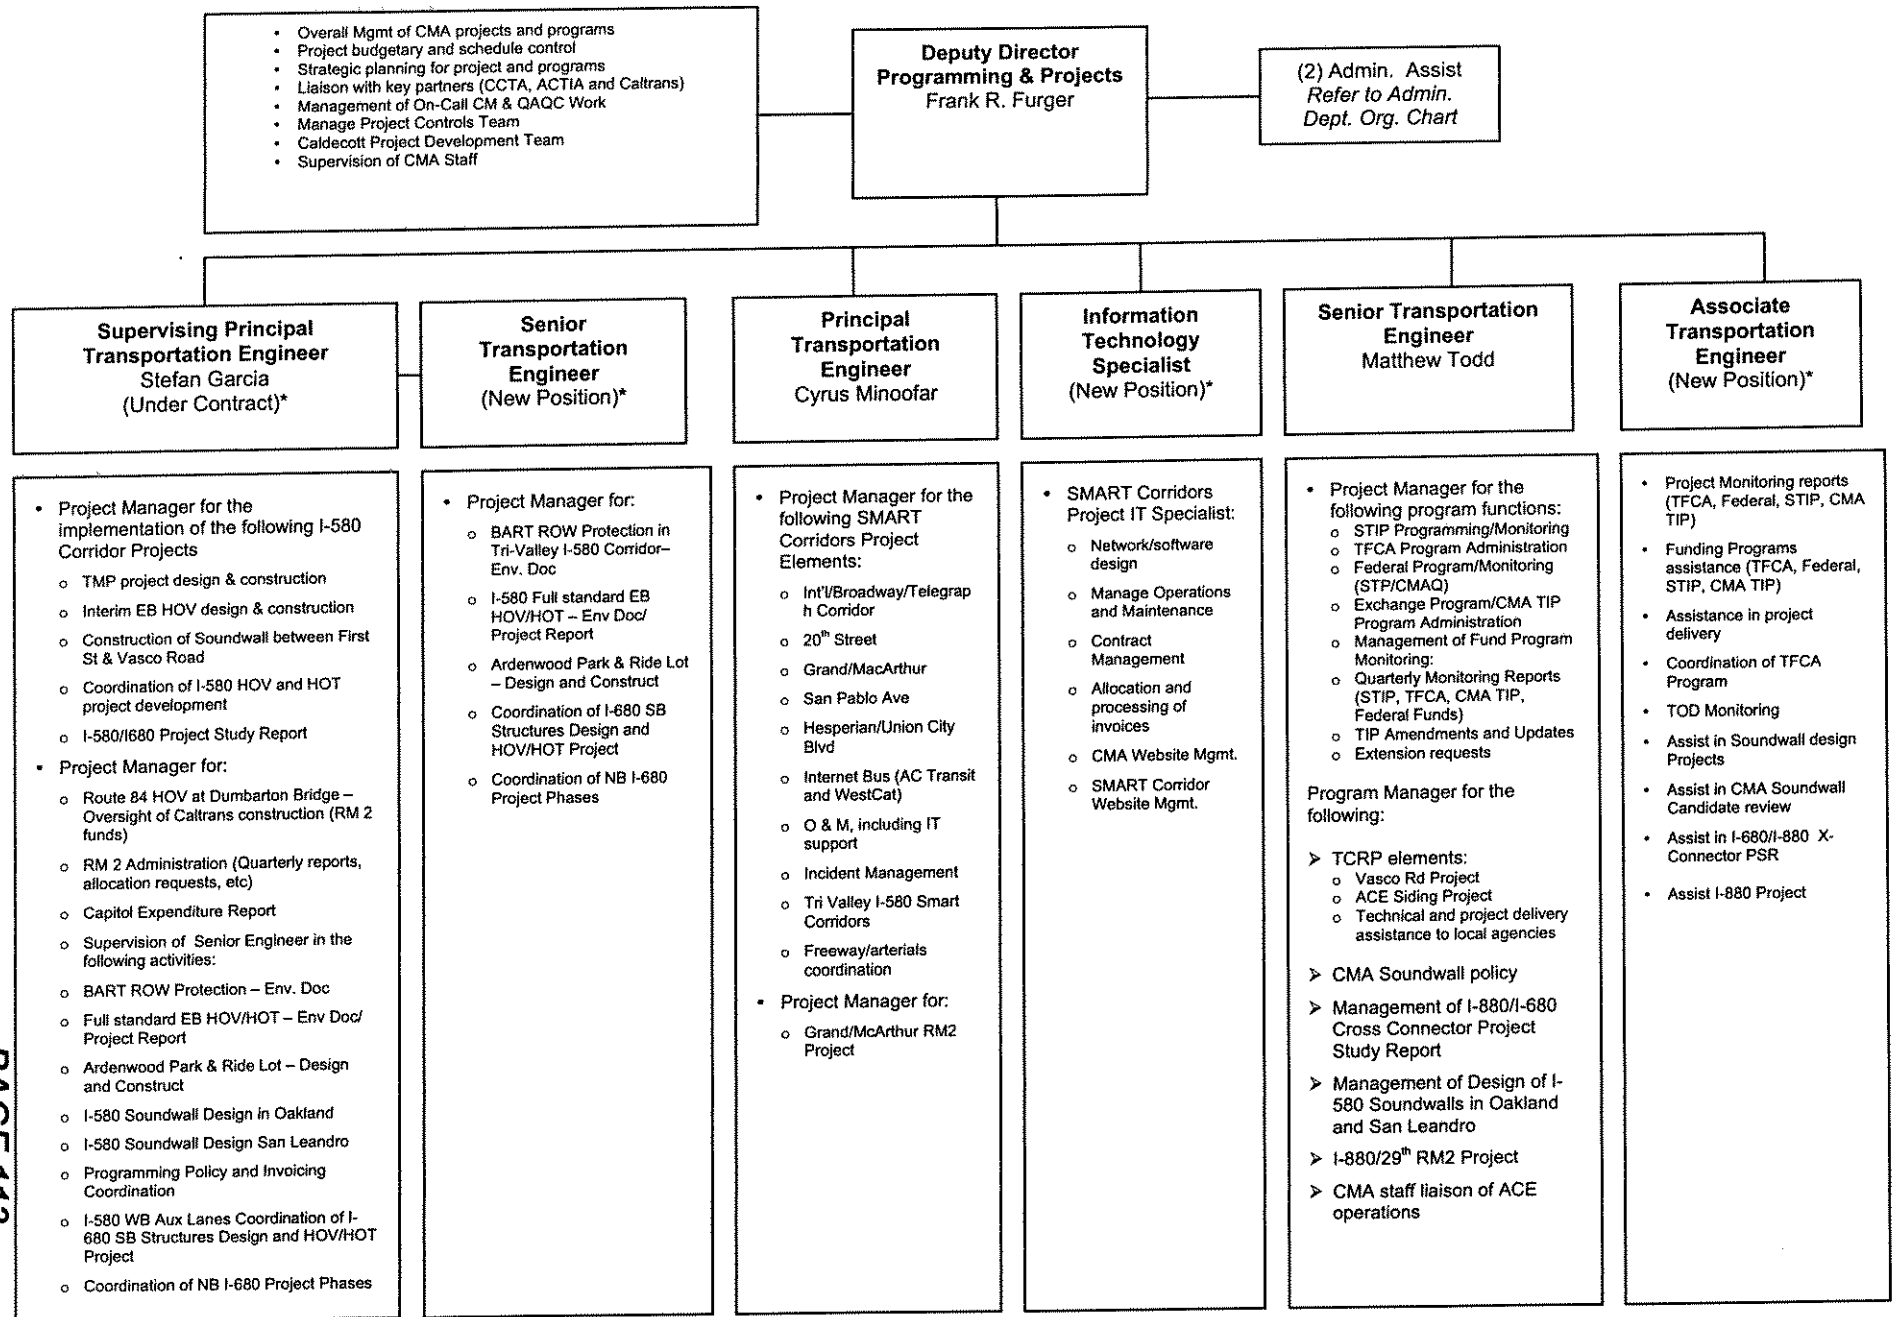 • Overall Mgmt of CMA projects and programs
• Project budgetary and schedule control
• Strategic planning for project and programs
• Liaison with key partners (CCTA, ACTIA and Caltrans)
• Management of On-Call CM & QAQC Work
• Manage Project Controls Team
• Caldecott Project Development Team
• Supervision of CMA Staff
Deputy Director
Programming & Projects
Frank R. Furger
(2) Admin. Assist
Refer to Admin.
Dept. Org. Chart
Supervising Principal
Transportation Engineer
Stefan Garcia
(Under Contract)*
Senior
Transportation
Engineer
(New Position)*
Principal
Transportation
Engineer
Cyrus Minoofar
Information
Technology
Specialist
(New Position)*
Senior Transportation
Engineer
Matthew Todd
Associate
Transportation
Engineer
(New Position)*
• Project Manager for the
implementation of the following I-580
Corridor Projects
o TMP project design & construction
o Interim EB HOV design & construction
o Construction of Soundwall between First
St & Vasco Road
o Coordination of I-580 HOV and HOT
project development
o I-580/I680 Project Study Report
• Project Manager for:
o Route 84 HOV at Dumbarton Bridge –
Oversight of Caltrans construction (RM 2
funds)
o RM 2 Administration (Quarterly reports,
allocation requests, etc)
o Capitol Expenditure Report
o Supervision of Senior Engineer in the
following activities:
o BART ROW Protection – Env. Doc
o Full standard EB HOV/HOT – Env Doc/
Project Report
o Ardenwood Park & Ride Lot – Design
and Construct
o I-580 Soundwall Design in Oakland
o I-580 Soundwall Design San Leandro
o Programming Policy and Invoicing
Coordination
o I-580 WB Aux Lanes Coordination of I-
680 SB Structures Design and HOV/HOT
Project
o Coordination of NB I-680 Project Phases
• Project Manager for:
o BART ROW Protection in
Tri-Valley I-580 Corridor–
Env. Doc
o I-580 Full standard EB
HOV/HOT – Env Doc/
Project Report
o Ardenwood Park & Ride Lot
– Design and Construct
o Coordination of I-680 SB
Structures Design and
HOV/HOT Project
o Coordination of NB I-680
Project Phases
• Project Manager for the
following SMART
Corridors Project
Elements:
o Int'l/Broadway/Telegrap
h Corridor
o 20th Street
o Grand/MacArthur
o San Pablo Ave
o Hesperian/Union City
Blvd
o Internet Bus (AC Transit
and WestCat)
o O & M, including IT
support
o Incident Management
o Tri Valley I-580 Smart
Corridors
o Freeway/arterials
coordination
• Project Manager for:
o Grand/McArthur RM2
Project
• SMART Corridors
Project IT Specialist:
o Network/software
design
o Manage Operations
and Maintenance
o Contract
Management
o Allocation and
processing of
invoices
o CMA Website Mgmt.
o SMART Corridor
Website Mgmt.
• Project Manager for the
following program functions:
o STIP Programming/Monitoring
o TFCA Program Administration
o Federal Program/Monitoring
(STP/CMAQ)
o Exchange Program/CMA TIP
Program Administration
o Management of Fund Program
Monitoring:
o Quarterly Monitoring Reports
(STIP, TFCA, CMA TIP,
Federal Funds)
o TIP Amendments and Updates
o Extension requests
Program Manager for the
following:
➤ TCRP elements:
o Vasco Rd Project
o ACE Siding Project
o Technical and project delivery
assistance to local agencies
➤ CMA Soundwall policy
➤ Management of I-880/I-680
Cross Connector Project
Study Report
➤ Management of Design of I-
580 Soundwalls in Oakland
and San Leandro
➤ I-880/29th RM2 Project
➤ CMA staff liaison of ACE
operations
• Project Monitoring reports
(TFCA, Federal, STIP, CMA
TIP)
• Funding Programs
assistance (TFCA, Federal,
STIP, CMA TIP)
• Assistance in project
delivery
• Coordination of TFCA
Program
• TOD Monitoring
• Assist in Soundwall design
Projects
• Assist in CMA Soundwall
Candidate review
• Assist in I-680/I-880 X-
Connector PSR
• Assist I-880 Project